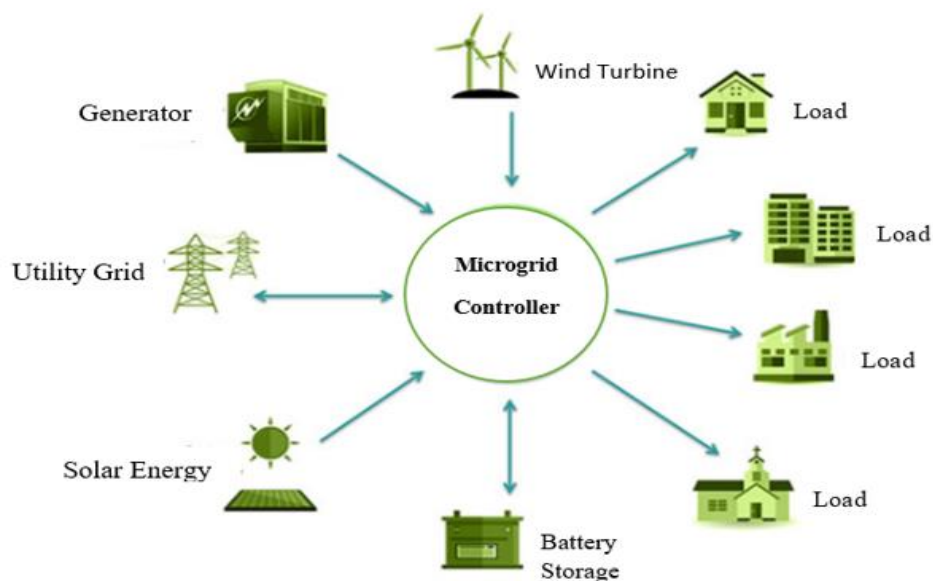 Wind Turbine
Generator
Load
Load
Utility Grid
Microgrid
Controller
Load
Solar Energy
Load
Battery
Storage